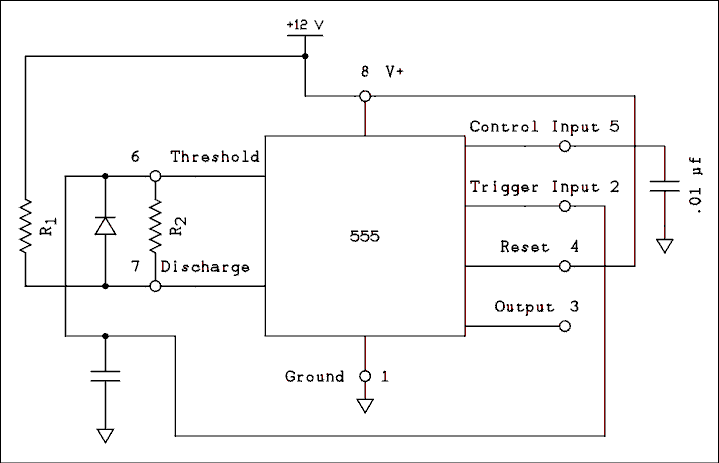 +12 V
8 V+
Control Input 5
6 Threshold
Trigger Input 2
.01 µf
R1
R2
555
Reset 4
7 Discharge
Output 3
Ground 1